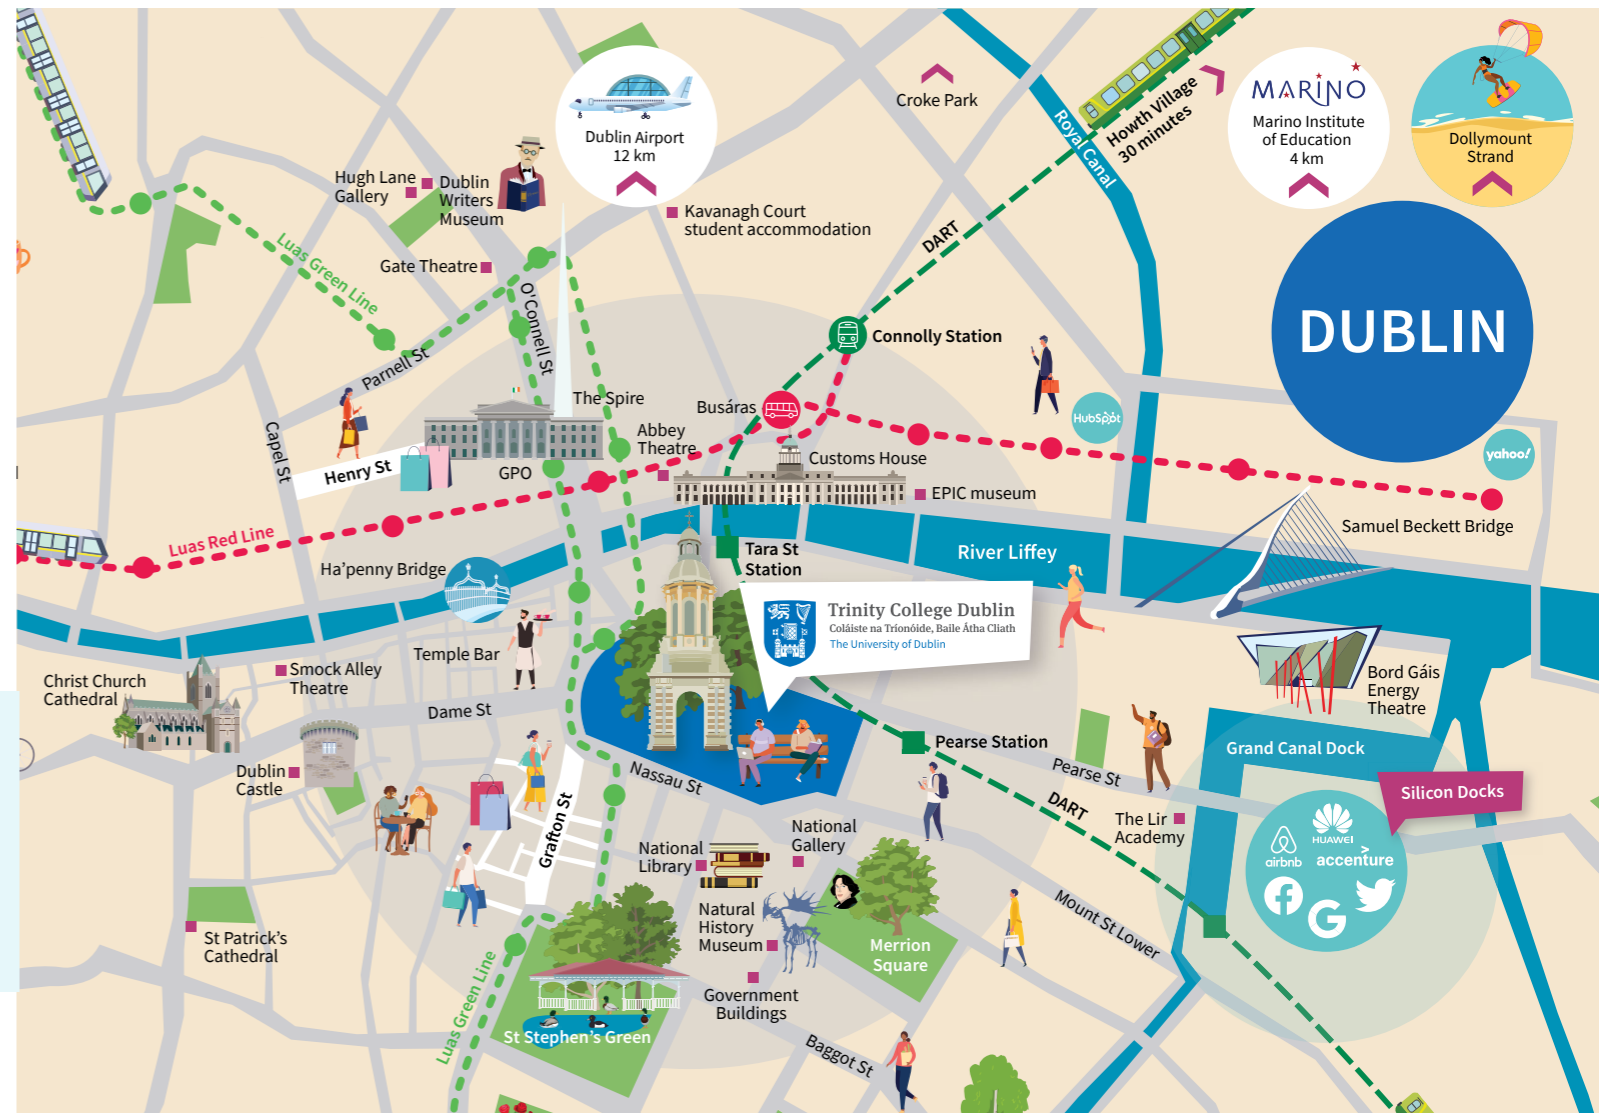 Croke Park
Howth Village
30 minutes
Royal Canal
MARINO
Marino Institute
of Education
4 km
Dollymount
Strand
Dublin Airport
12 km
Hugh Lane
Gallery
Dublin
Writers
Museum
Kavanagh Court
student accommodation
DART
Luas Green Line
Gate Theatre
O'Connell St
DUBLIN
Connolly Station
Parnell St
The Spire
Busáras
HubSpot
Capel St
Abbey
Theatre
yahoo!
Henry St
GPO
Customs House
EPIC museum
Samuel Beckett Bridge
Luas Red Line
Ha'penny Bridge
Tara St
Station
River Liffey
Trinity College Dublin
Coláiste na Tríonóide, Baile Átha Cliath
The University of Dublin
Temple Bar
Smock Alley
Theatre
Christ Church
Cathedral
Bord Gáis
Energy
Theatre
Dame St
Pearse Station
Grand Canal Dock
Dublin
Castle
Nassau St
Pearse St
Silicon Docks
DART
The Lir
Academy
HUAWEI
airbnb
accenture
G
Grafton St
National
Library
National
Gallery
Natural
History
Museum
Mount St Lower
Merrion
Square
St Patrick's
Cathedral
Luas Green Line
Government
Buildings
St Stephen's Green
Baggot St